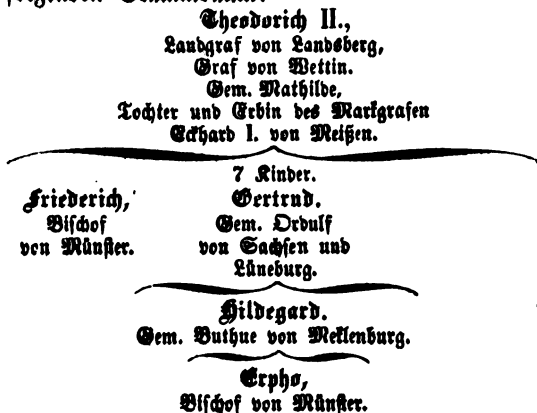 Theodorich II.,
Landgraf von Landsberg,
Graf von Wettin.
Gem. Mathilde,
Tochter und Erbin des Markgrafen
Eckhard I. von Meißen.
7 Kinder.
Friederich, Gertrud.
Bischof Gem. Ordulf
von Münster. von Sachsen und
Lüneburg.
Hildegard.
Gem. Buthue von Meklenburg.
Erpho,
Bischof von Münster.